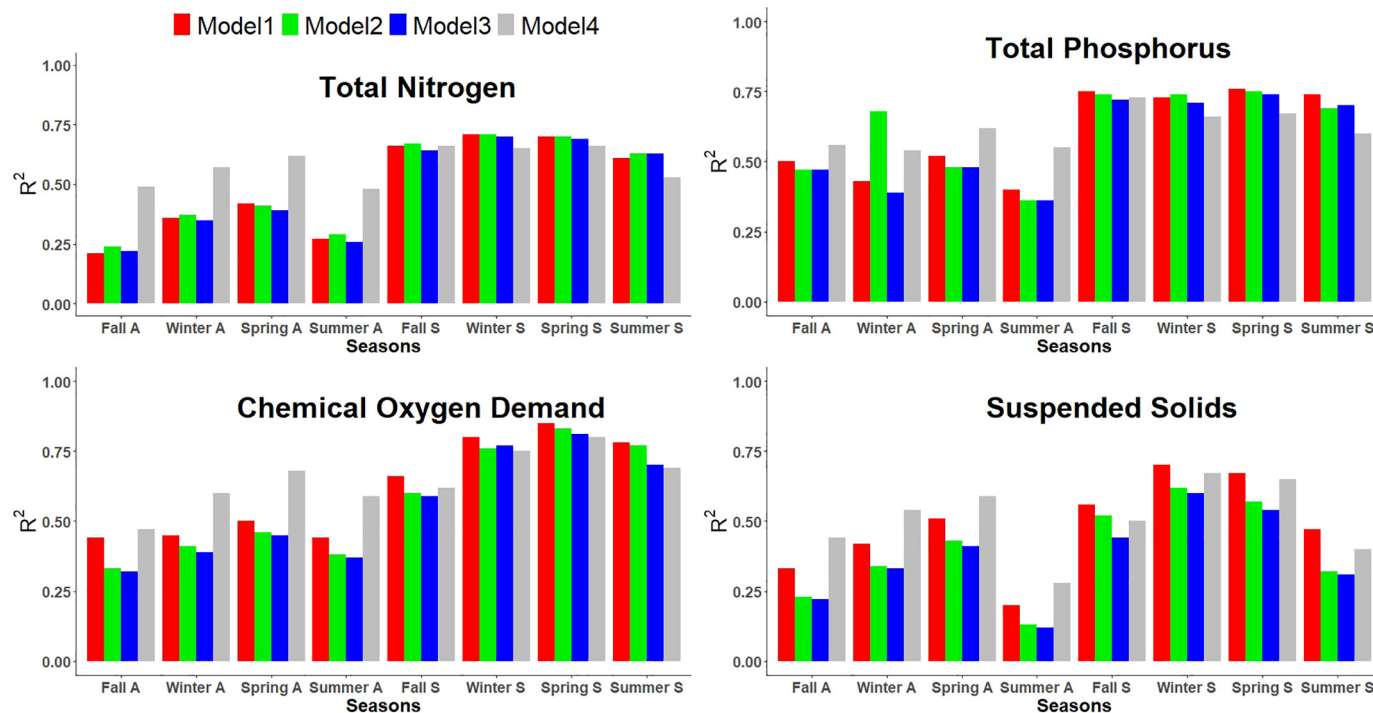 Model1 Model2 Model3 Model4
Total Nitrogen
1.00
0.75
0.50
0.25
0.00
R²
Fall A Winter A Spring A Summer A Fall S Winter S Spring S Summer S
Seasons
Total Phosphorus
1.00
0.75
0.50
0.25
0.00
R²
Fall A Winter A Spring A Summer A Fall S Winter S Spring S Summer S
Seasons
Chemical Oxygen Demand
1.00
0.75
0.50
0.25
0.00
R²
Fall A Winter A Spring A Summer A Fall S Winter S Spring S Summer S
Seasons
Suspended Solids
1.00
0.75
0.50
0.25
0.00
R²
Fall A Winter A Spring A Summer A Fall S Winter S Spring S Summer S
Seasons